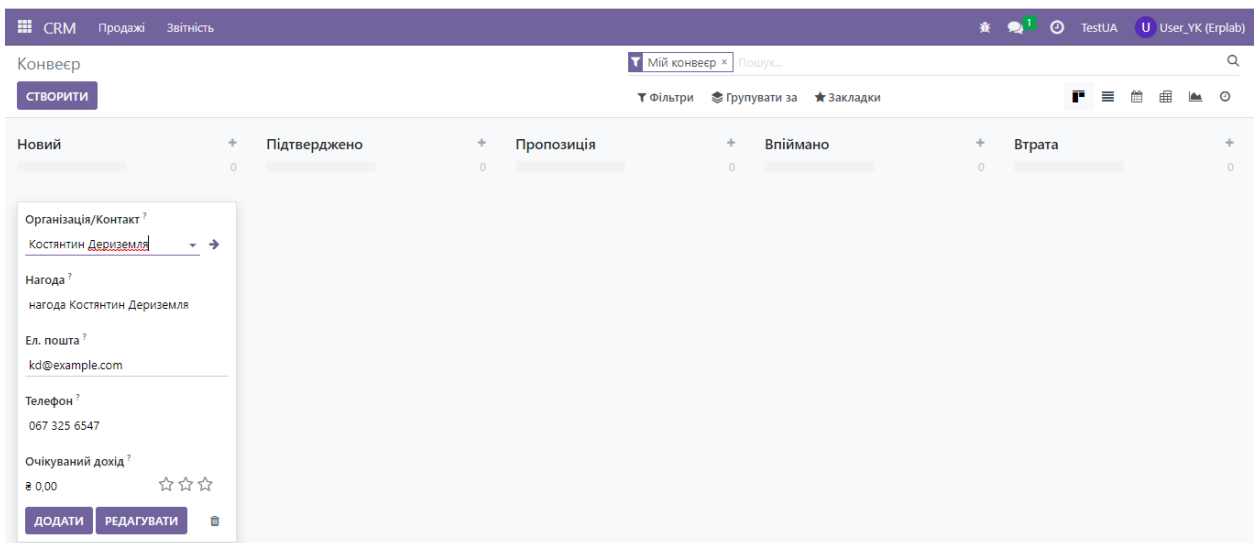 CRM Продажі Звітність 1 TestUA U User_YK (Erplab)
Конвеєр Мій конвеєр × Пошук...
СТВОРИТИ Фільтри Групувати за Закладки
Новий + Підтверджено + Пропозиція + Впіймано + Втрата +
0 0 0 0 0
Організація/Контакт ?
Костянтин Дериземля
Нагода ?
нагода Костянтин Дериземля
Ел. пошта ?
kd@example.com
Телефон ?
067 325 6547
Очікуваний дохід ?
₴ 0,00
ДОДАТИ РЕДАГУВАТИ